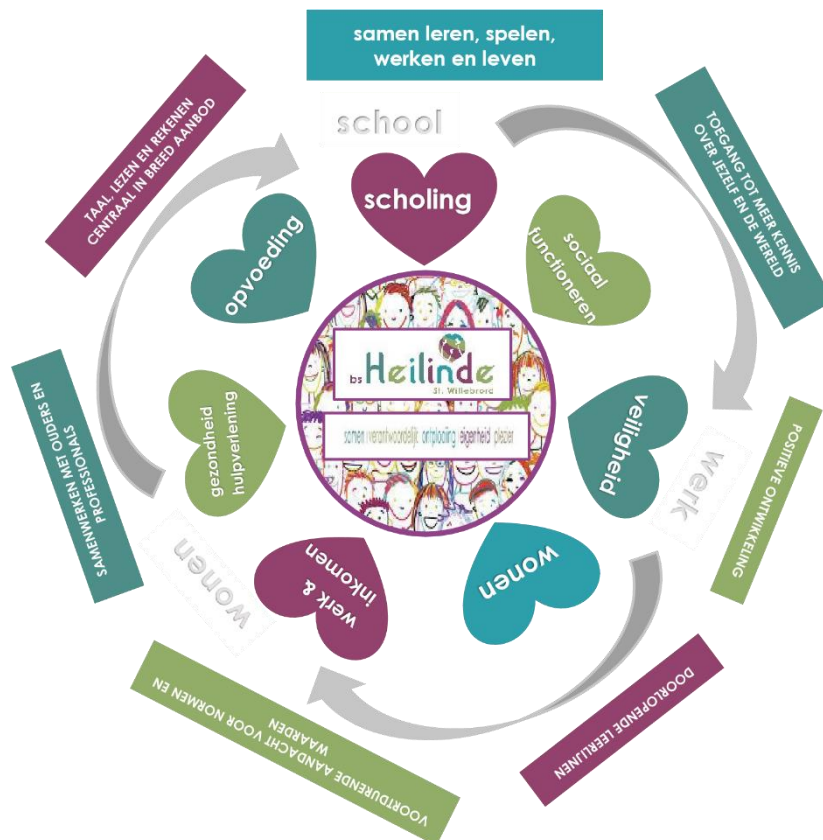 samen leren, spelen,
werken en leven
school
scholing
TOEGANG TOT MEER KENNIS
OVER JEZELF EN DE WERELD
sociaal
functioneren
veiligheid
werk
POSITIEVE ONTWIKKELING
wonen
DOORLOPENDE LEERLIJNEN
werk &
inkomen
VOORTDURENDE AANDACHT VOOR NORMEN EN
WAARDEN
wonen
gezondheid
hulpverlening
SAMENWERKEN MET OUDERS EN
PROFESSIONALS
opvoeding
TAAL, LEZEN EN REKENEN
CENTRAAL IN BREED AANBOD
bs Heilinde
St. Willebrord
samen verantwoordelijk ontplooiing eigenheid plezier